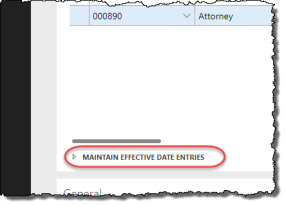 000890 Attorney
MAINTAIN EFFECTIVE DATE ENTRIES
General